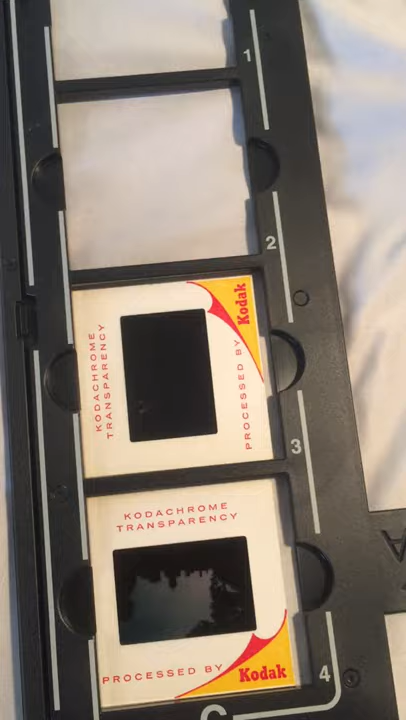 1
2
KODACHROME
TRANSPARENCY
PROCESSED BY
Kodak
3
KODACHROME
TRANSPARENCY
PROCESSED BY
Kodak
4
A